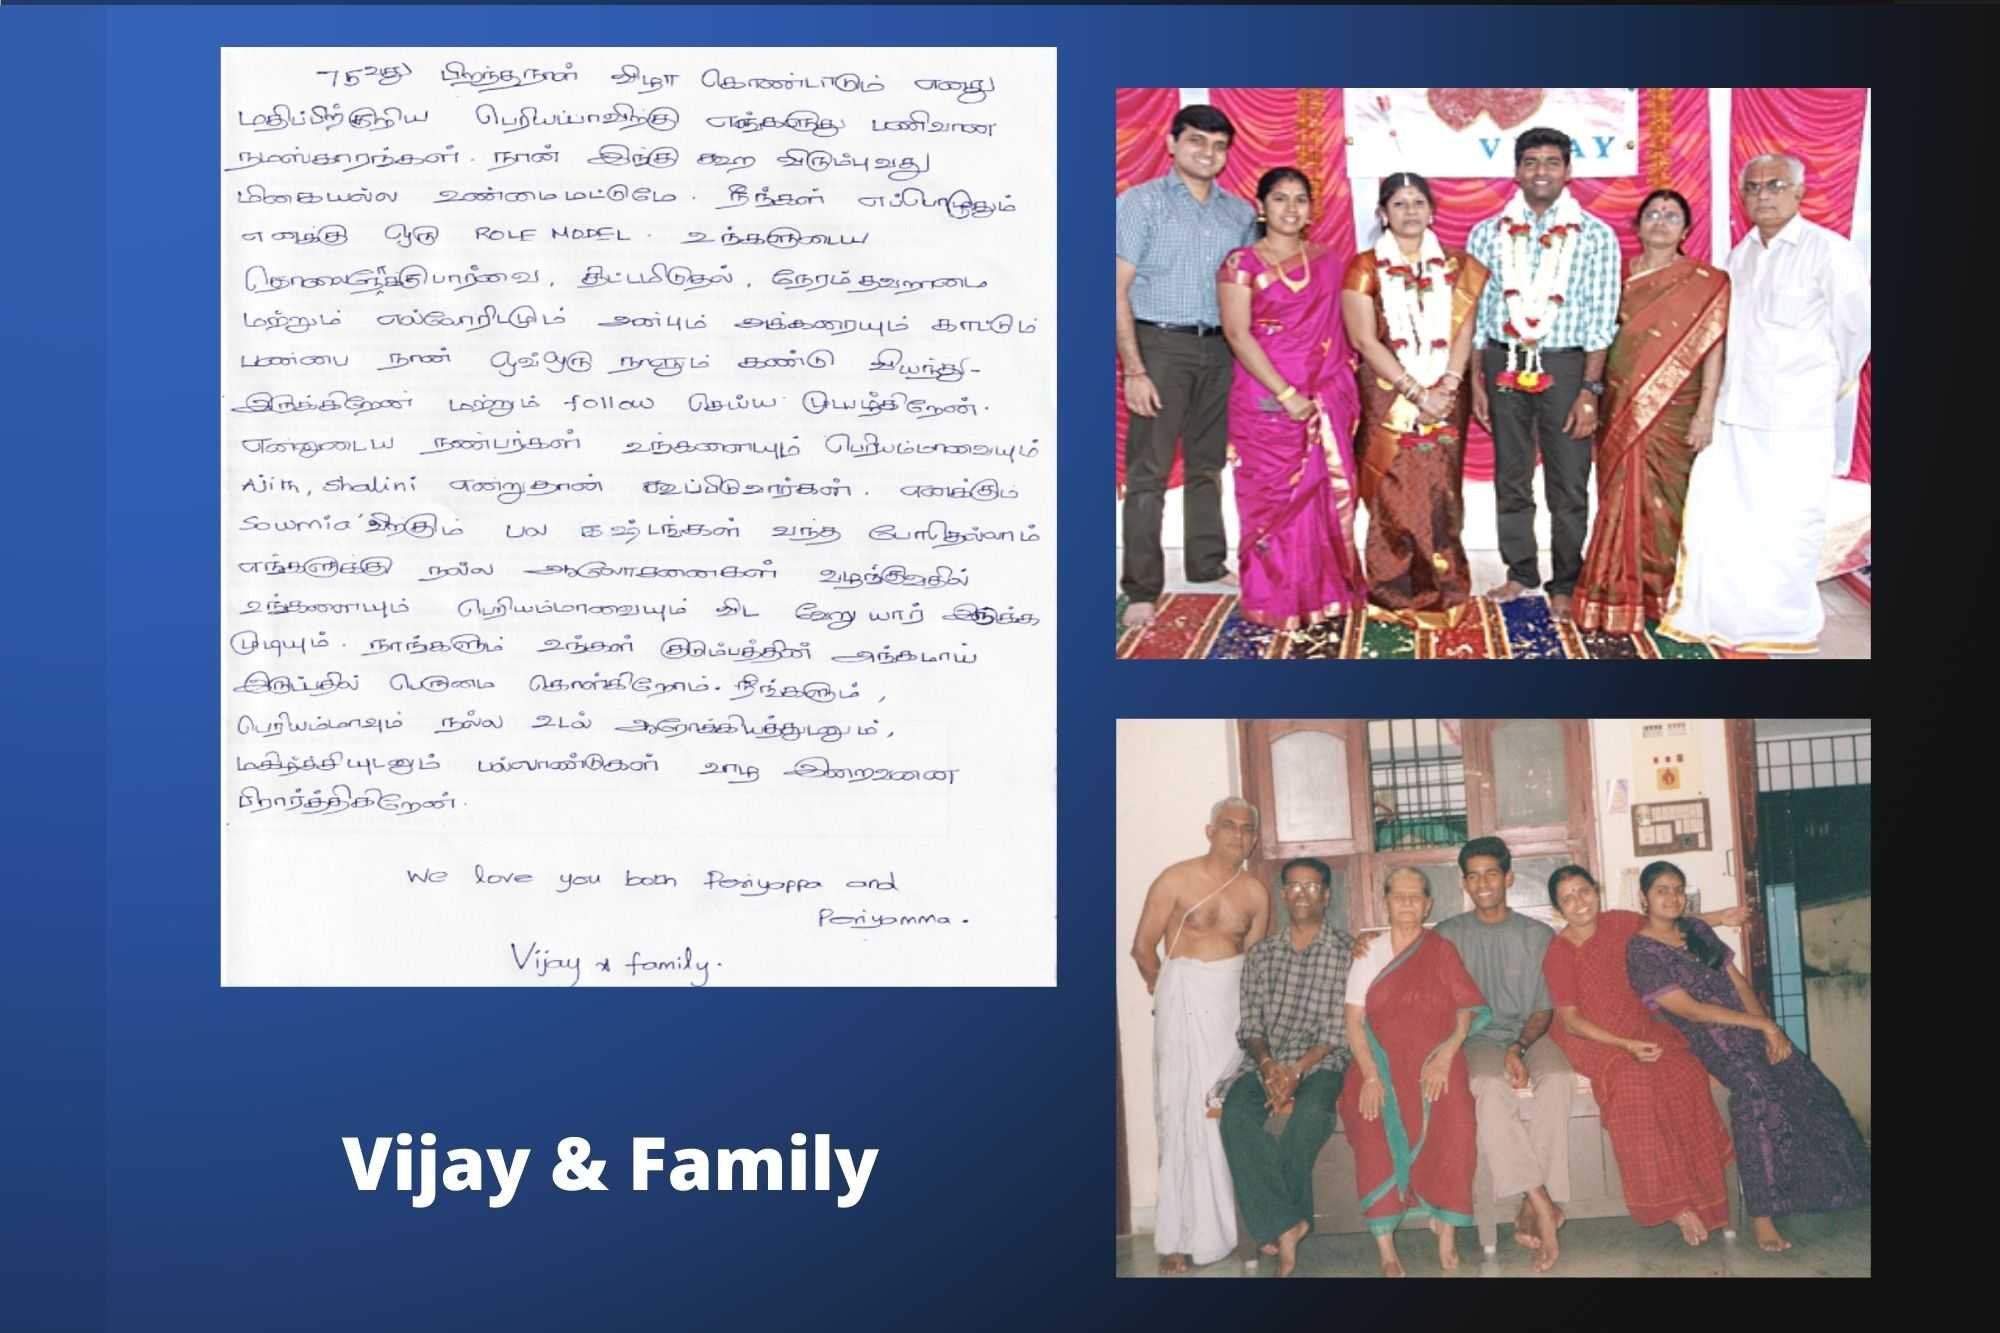 75வது பிறந்தநாள் விழா கொண்டாடும் எனது
மதிப்பிற்குரிய பெரியப்பாவிற்கு எங்களுது பணிவான
நமஸ்காரங்கள். நான் இங்கு கூற விரும்புவது
மிகையல்ல உண்மைமட்டுமே. நீங்கள் எப்பொழுதும்
எனக்கு ஒரு ROLE MODEL. உங்களுடைய
தொலைநோக்குபார்வை, திட்டமிடுதல், நேரம்தவறாமை
மற்றும் எல்லோரிடமும் அன்பும் அக்கரையும் காட்டும்
பண்பை நான் ஒவ்ஒரு நாளும் கண்டு வியந்து-
இருக்கிறேன் மற்றும் follow செய்ய முயழ்கிறேன்.
என்னுடைய நண்பர்கள் உங்களையும் பெரியம்மாவையும்
Ajith, Shalini என்றுதான் கூப்பிடுவார்கள். எனக்கும்
Sowmia'விற்கும் பல கஷ்டங்கள் வந்த போதெல்லாம்
எங்களுக்கு நல்ல ஆலோசனைகள் வழங்குவதில்
உங்களையும் பெரியம்மாவையும் விட வேறு யார் இருக்க
முடியும். நாங்களும் உங்கள் குடும்பத்தின் அங்கமாய்
இருப்பதில் பெருமை கொள்கிறோம். நீங்களும்,
பெரியம்மாவும் நல்ல உடல் ஆரோக்கியத்துடனும்,
மகிழ்ச்சியுடனும் பல்லாண்டுகள் வாழ இறைவனை
பிரார்த்திகிறேன்.
We love you both Periyappa and
Periyamma.
Vijay & family.
Vijay & Family
VIJAY